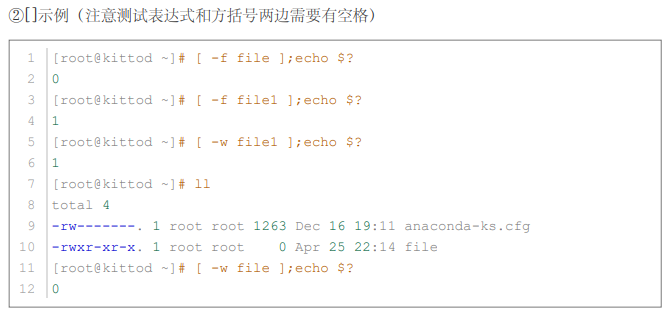 ②[]示例（注意测试表达式和方括号两边需要有空格）
1 [root@kittod ~]# [ -f file ];echo $?
2 0
3 [root@kittod ~]# [ -f file1 ];echo $?
4 1
5 [root@kittod ~]# [ -w file1 ];echo $?
6 1
7 [root@kittod ~]# ll
8 total 4
9 -rw-------. 1 root root 1263 Dec 16 19:11 anaconda-ks.cfg
10 -rwxr-xr-x. 1 root root    0 Apr 25 22:14 file
11 [root@kittod ~]# [ -w file ];echo $?
12 0